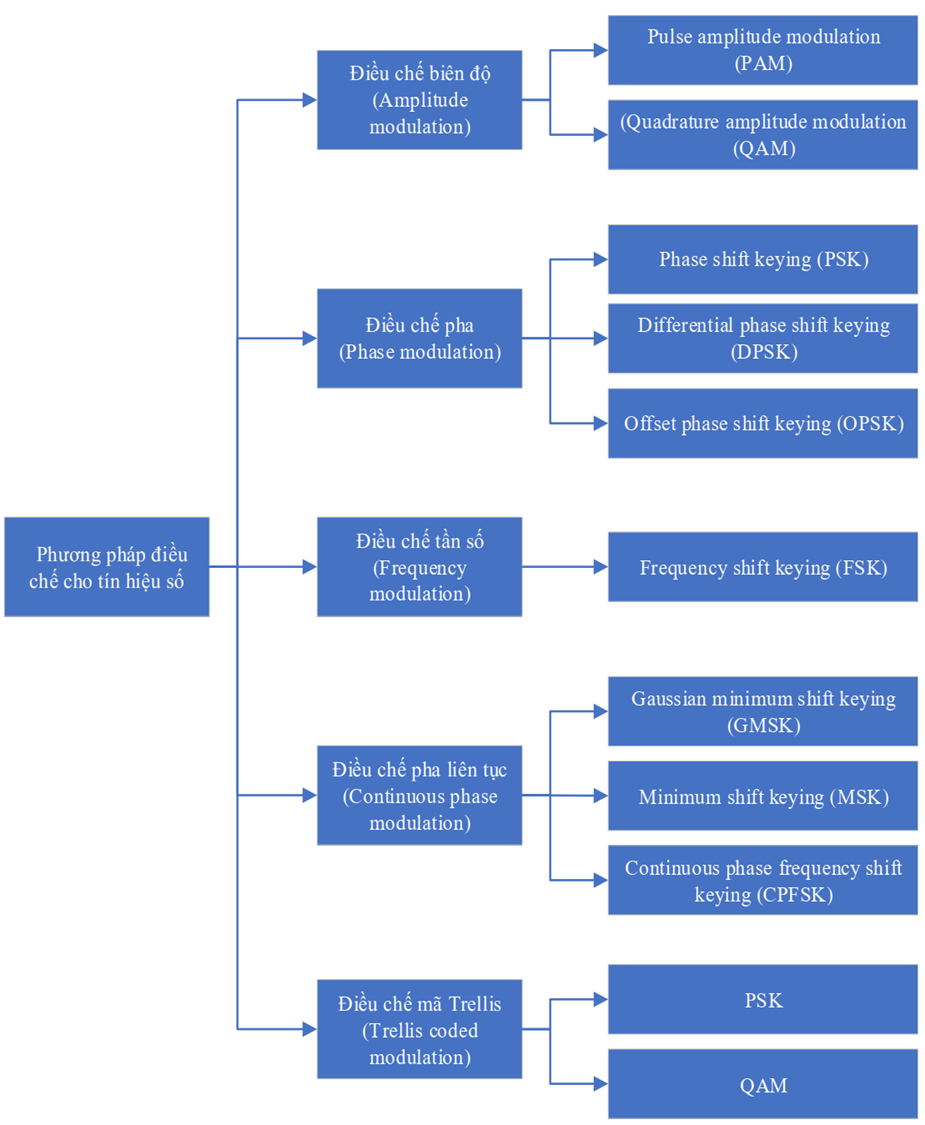 Phương pháp điều
chế cho tín hiệu số
Điều chế biên độ
(Amplitude
modulation)
Pulse amplitude modulation
(PAM)
(Quadrature amplitude modulation
(QAM)
Điều chế pha
(Phase modulation)
Phase shift keying (PSK)
Differential phase shift keying
(DPSK)
Offset phase shift keying (OPSK)
Điều chế tần số
(Frequency
modulation)
Frequency shift keying (FSK)
Điều chế pha liên tục
(Continuous phase
modulation)
Gaussian minimum shift keying
(GMSK)
Minimum shift keying (MSK)
Continuous phase frequency shift
keying (CPFSK)
Điều chế mã Trellis
(Trellis coded
modulation)
PSK
QAM